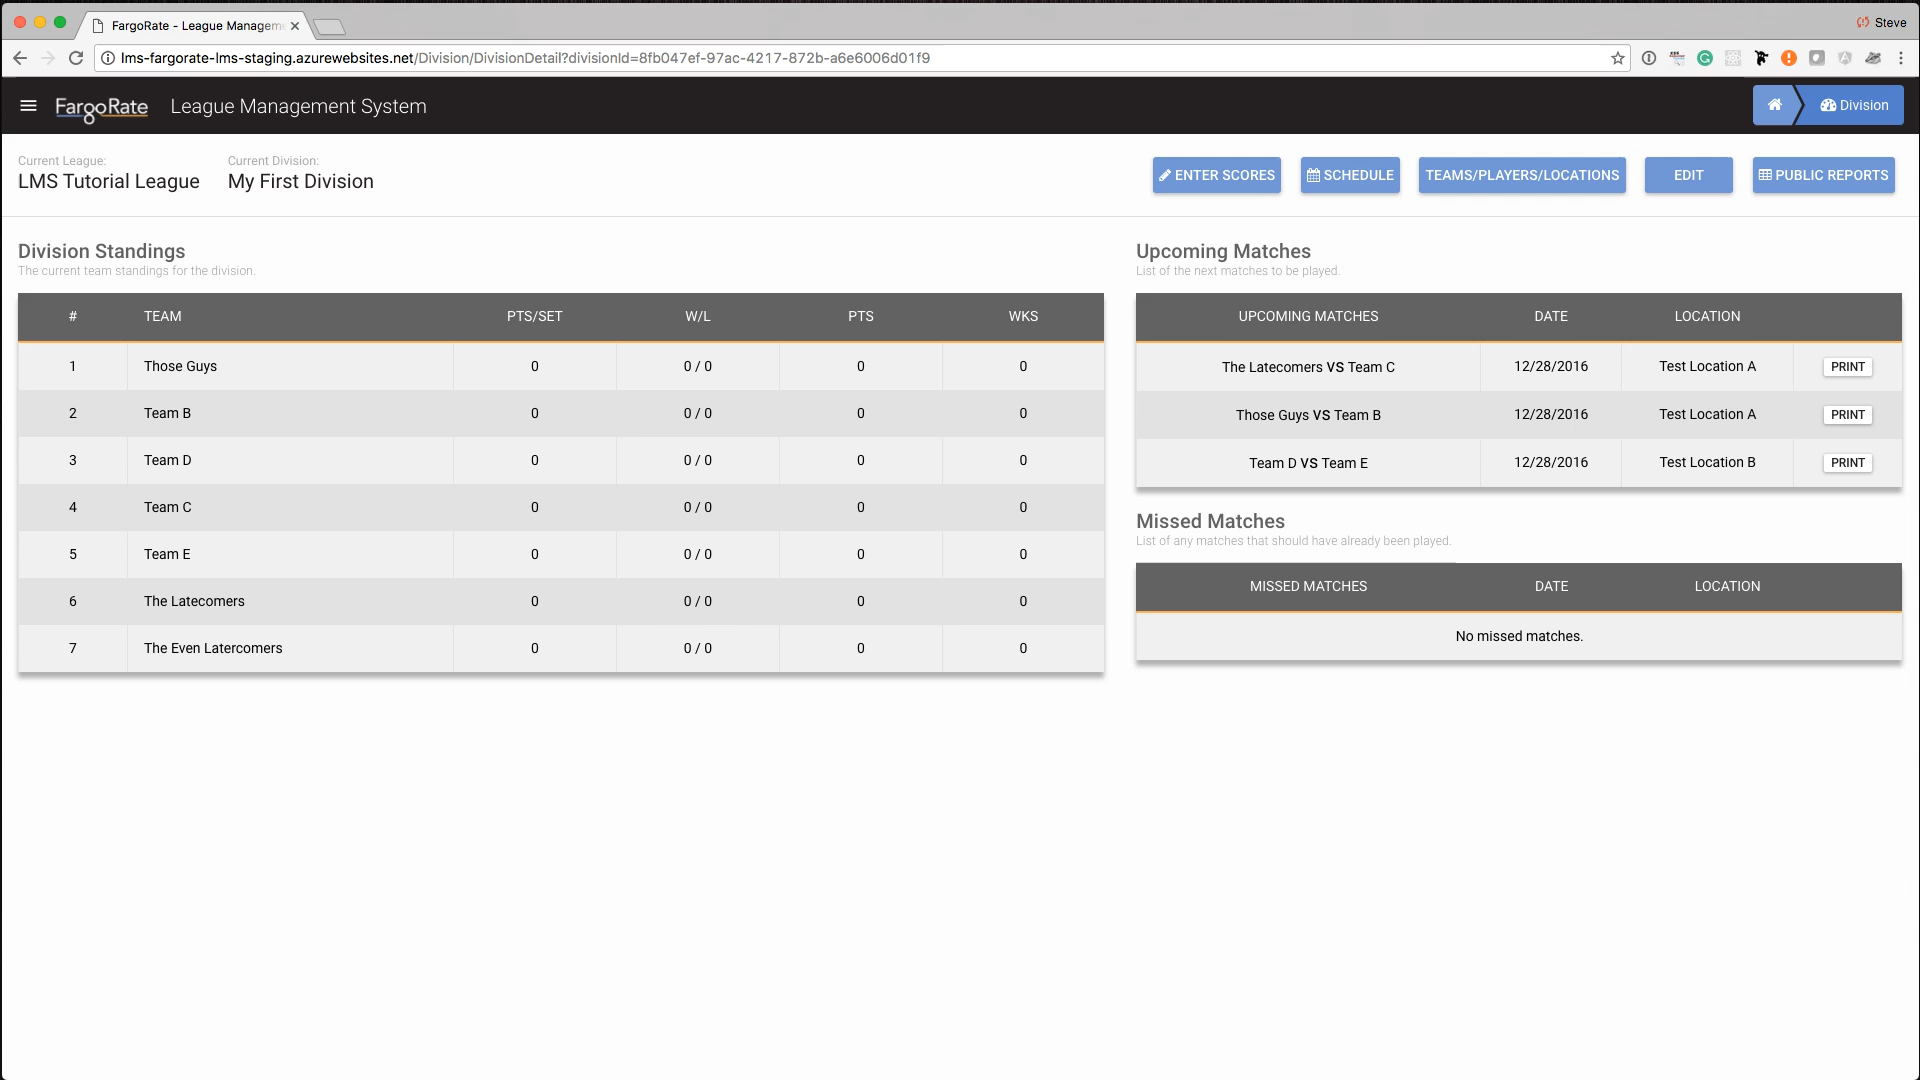 FargoRate - League Managem
Steve
lms-fargorate-lms-staging.azurewebsites.net/Division/DivisionDetail?divisionId=8fb047ef-97ac-4217-872b-a6e6006d01f9
FargoRate League Management System
Division
Current League: Current Division:
LMS Tutorial League My First Division
ENTER SCORES SCHEDULE TEAMS/PLAYERS/LOCATIONS EDIT PUBLIC REPORTS
Division Standings
The current team standings for the division.
# TEAM PTS/SET W/L PTS WKS
1 Those Guys 0 0 / 0 0 0
2 Team B 0 0 / 0 0 0
3 Team D 0 0 / 0 0 0
4 Team C 0 0 / 0 0 0
5 Team E 0 0 / 0 0 0
6 The Latecomers 0 0 / 0 0 0
7 The Even Latercomers 0 0 / 0 0 0
Upcoming Matches
List of the next matches to be played.
UPCOMING MATCHES DATE LOCATION
The Latecomers VS Team C 12/28/2016 Test Location A PRINT
Those Guys VS Team B 12/28/2016 Test Location A PRINT
Team D VS Team E 12/28/2016 Test Location B PRINT
Missed Matches
List of any matches that should have already been played.
MISSED MATCHES DATE LOCATION
No missed matches.